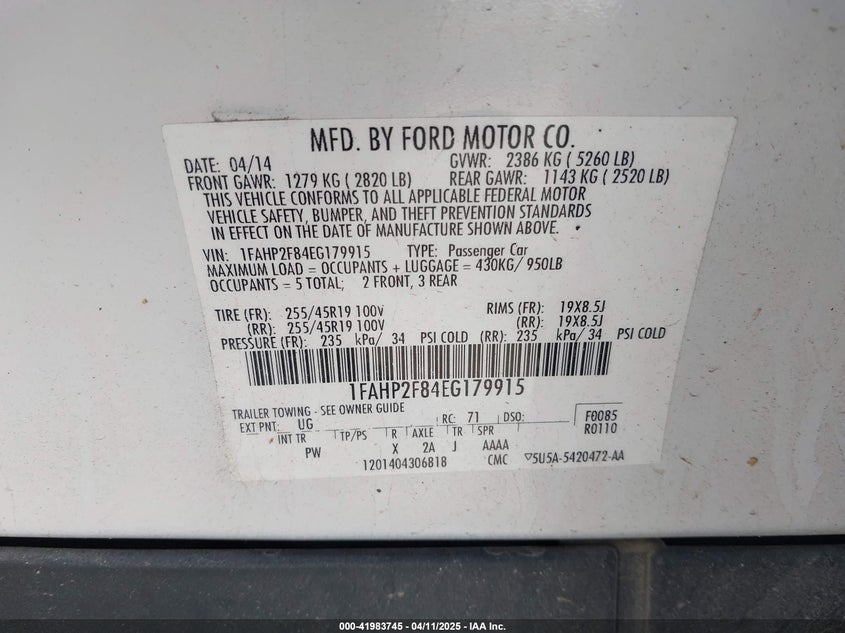 MFD. BY FORD MOTOR CO.
DATE: 04/14 GVWR: 2386 KG ( 5260 LB)
FRONT GAWR: 1279 KG ( 2820 LB) REAR GAWR: 1143 KG ( 2520 LB)
THIS VEHICLE CONFORMS TO ALL APPLICABLE FEDERAL MOTOR
VEHICLE SAFETY, BUMPER, AND THEFT PREVENTION STANDARDS
IN EFFECT ON THE DATE OF MANUFACTURE SHOWN ABOVE.
VIN: 1FAHP2F84EG179915 TYPE: Passenger Car
MAXIMUM LOAD = OCCUPANTS + LUGGAGE = 430KG/ 950LB
OCCUPANTS = 5 TOTAL; 2 FRONT, 3 REAR
TIRE (FR): 255/45R19 100V RIMS (FR): 19X8.5J
(RR): 255/45R19 100V (RR): 19X8.5J
PRESSURE (FR): 235 kPa/ 34 PSI COLD (RR): 235 kPa/ 34 PSI COLD
1FAHP2F84EG179915
TRAILER TOWING - SEE OWNER GUIDE
EXT PNT: UG RC: 71 DSO: F0085
R0110
INT TR TP/PS R AXLE TR SPR
PW X 2A J AAAA
1201404306818 CMC ▽5U5A-5420472-AA
000-41983745 - 04/11/2025 - IAA Inc.